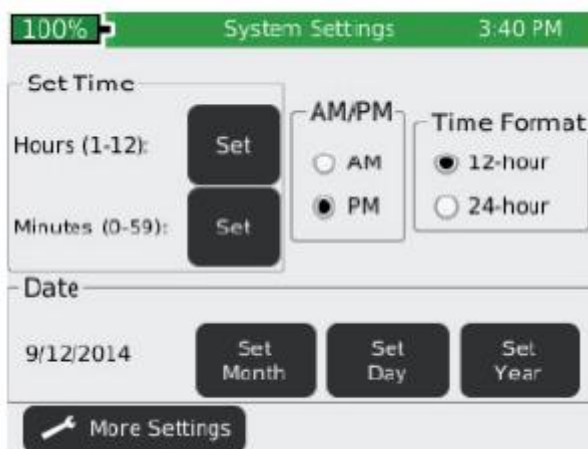 100% System Settings 3:40 PM
Set Time
Hours (1-12): Set
Minutes (0-59): Set
AM/PM
AM
PM
Time Format
12-hour
24-hour
Date
9/12/2014 Set Month Set Day Set Year
More Settings